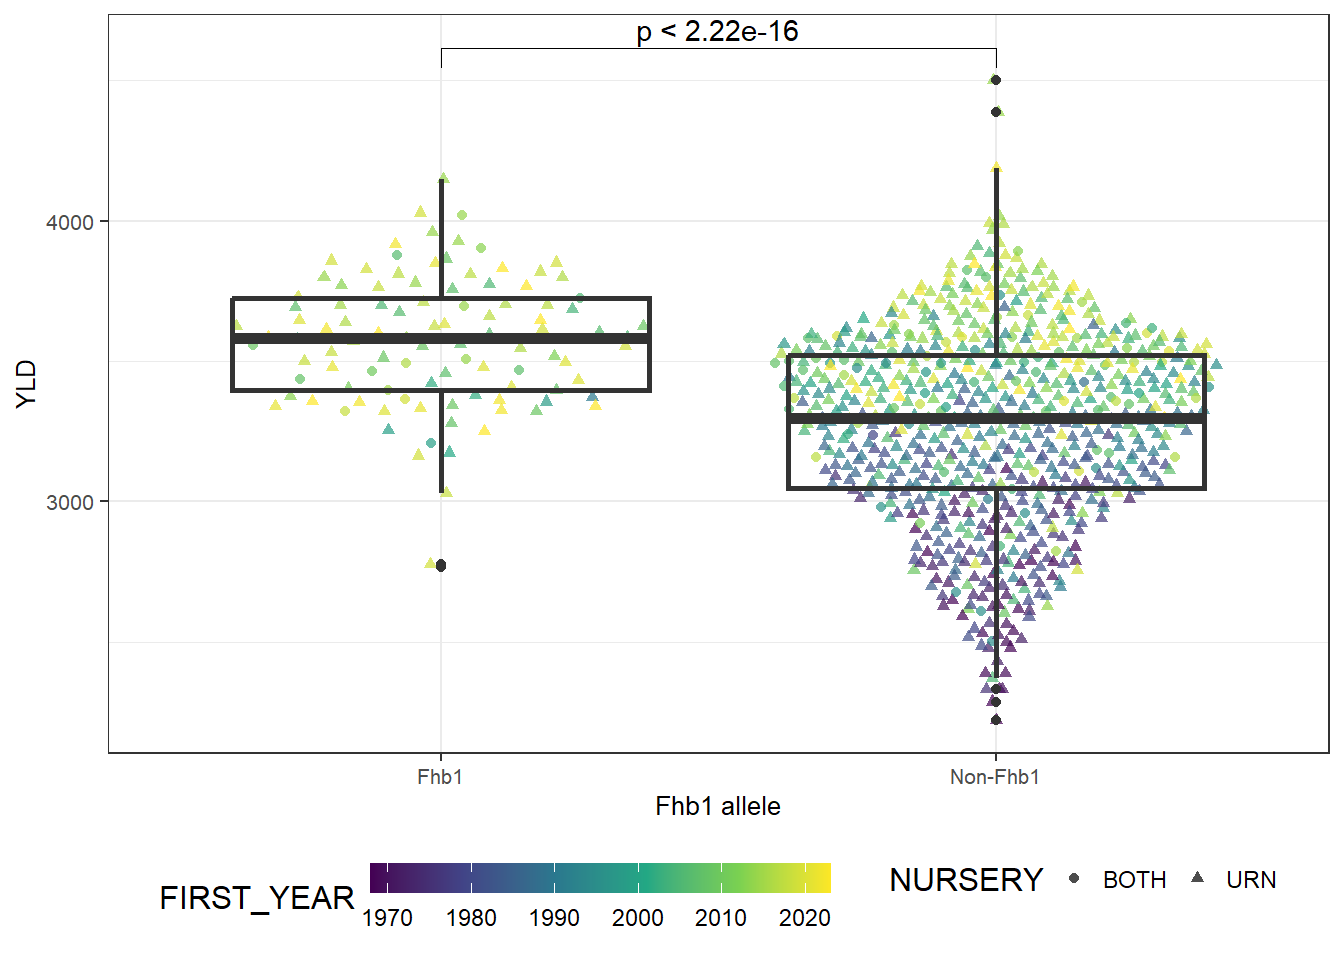 p < 2.22e-16
YLD
4000
3000
Fhb1
Non-Fhb1
Fhb1 allele
FIRST_YEAR
1970 1980 1990 2000 2010 2020
NURSERY
BOTH
URN